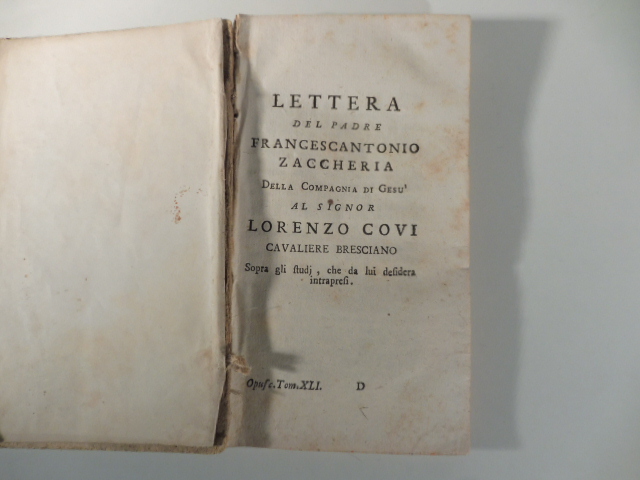 LETTERA
DEL PADRE
FRANCESCANTONIO
ZACCHERIA
DELLA COMPAGNIA DI GESU'
AL SIGNOR
LORENZO COVI
CAVALIERE BRESCIANO
Sopra gli ſtudj, che da lui deſidera
intrapreſi.
Opuſc. Tom. XLI. D